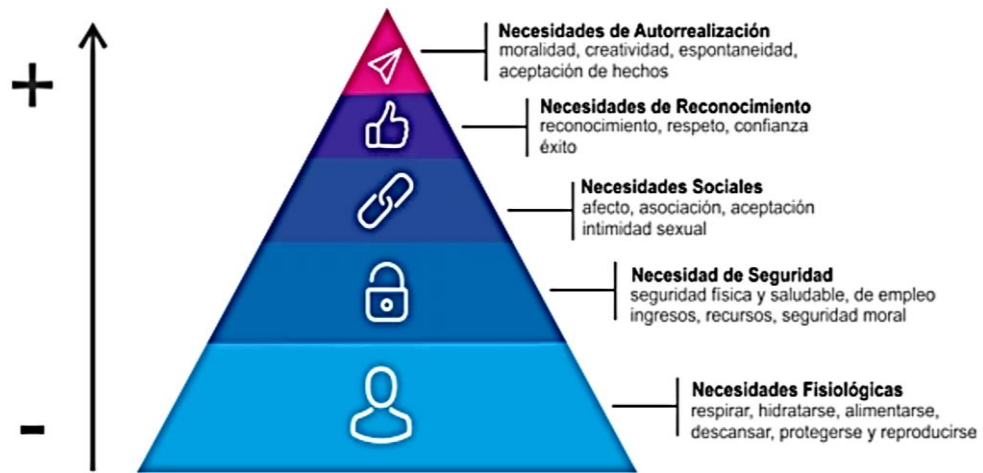 +
Necesidades de Autorrealización
moralidad, creatividad, espontaneidad,
aceptación de hechos
Necesidades de Reconocimiento
reconocimiento, respeto, confianza
éxito
Necesidades Sociales
afecto, asociación, aceptación
intimidad sexual
Necesidad de Seguridad
seguridad física y saludable, de empleo
ingresos, recursos, seguridad moral
Necesidades Fisiológicas
respirar, hidratarse, alimentarse,
descansar, protegerse y reproducirse
-